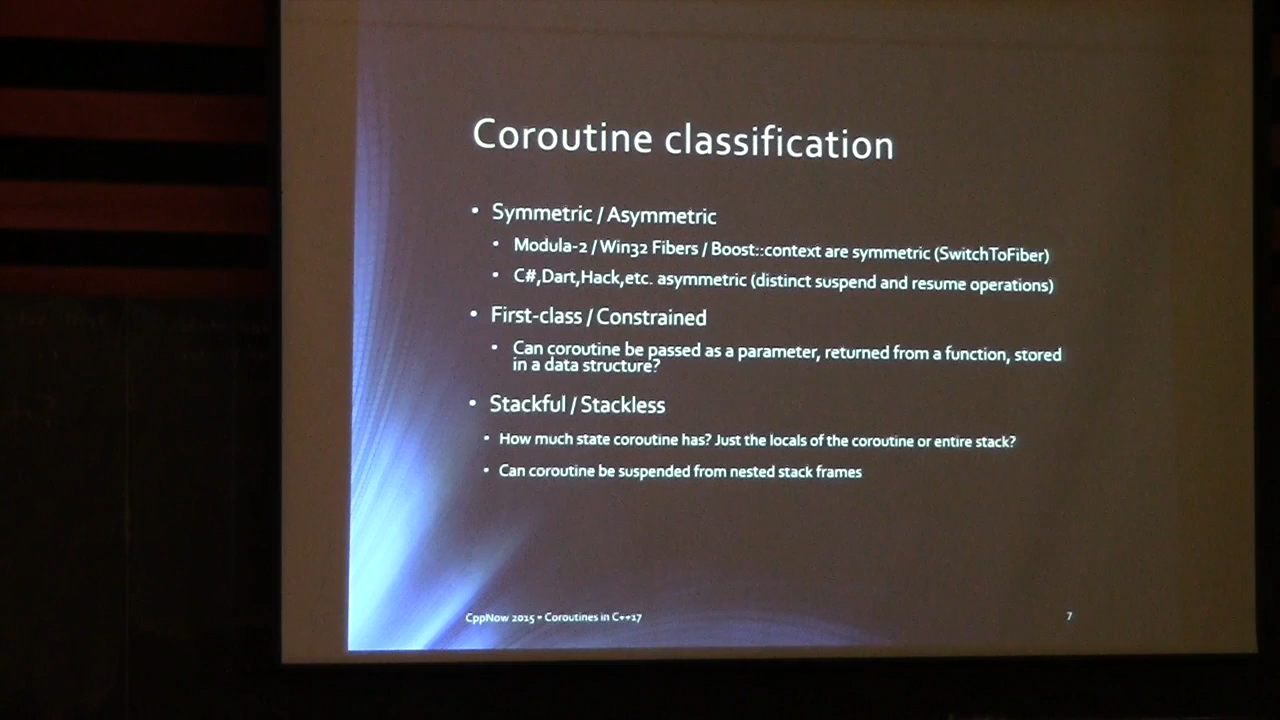 Coroutine classification
• Symmetric / Asymmetric
• Modula-2 / Win32 Fibers / Boost::context are symmetric (SwitchToFiber)
• C#,Dart,Hack,etc. asymmetric (distinct suspend and resume operations)
• First-class / Constrained
• Can coroutine be passed as a parameter, returned from a function, stored
in a data structure?
• Stackful / Stackless
• How much state coroutine has? Just the locals of the coroutine or entire stack?
• Can coroutine be suspended from nested stack frames
CppNow 2015 - Coroutines in C++17
7